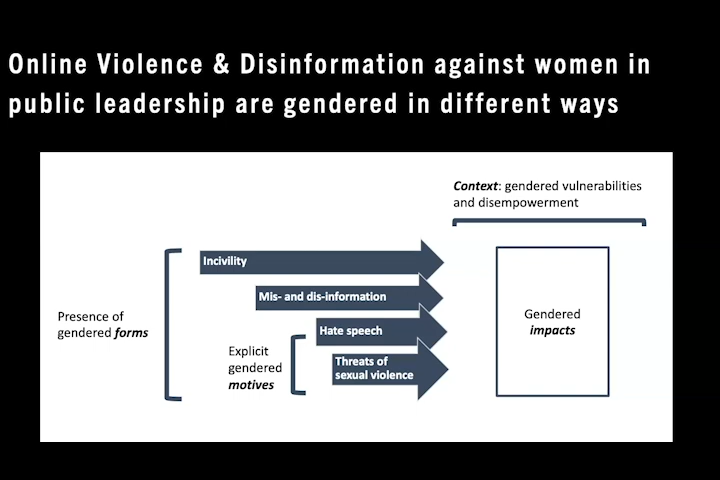 Online Violence & Disinformation against women in
public leadership are gendered in different ways
Context: gendered vulnerabilities
and disempowerment
Presence of
gendered forms
Incivility
Mis- and dis-information
Explicit
gendered
motives
Hate speech
Threats of
sexual violence
Gendered
impacts